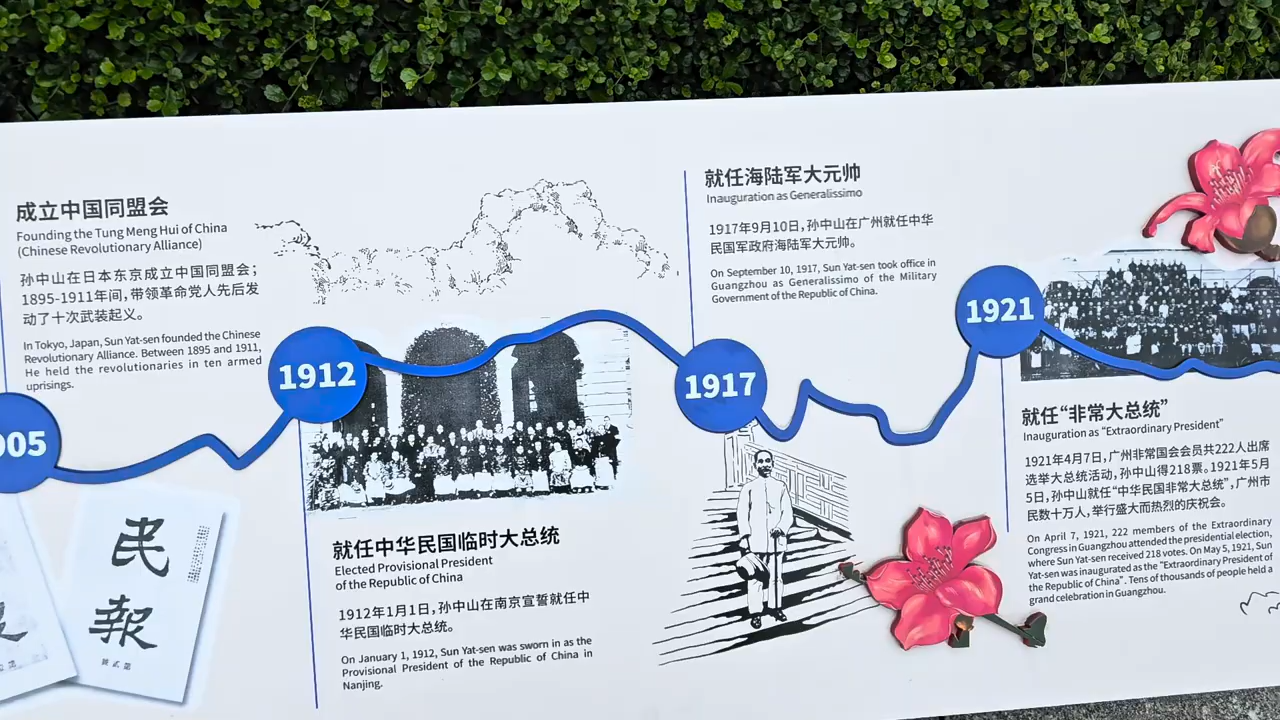 成立中国同盟会
Founding the Tung Meng Hui of China
(Chinese Revolutionary Alliance)
孙中山在日本东京成立中国同盟会；
1895-1911年间，带领革命党人先后发
动了十次武装起义。
In Tokyo, Japan, Sun Yat-sen founded the Chinese
Revolutionary Alliance. Between 1895 and 1911,
He held the revolutionaries in ten armed
uprisings.
905
民
报
1912
就任中华民国临时大总统
Elected Provisional President
of the Republic of China
1912年1月1日，孙中山在南京宣誓就任中
华民国临时大总统。
On January 1, 1912, Sun Yat-sen was sworn in as the
Provisional President of the Republic of China in
Nanjing.
就任海陆军大元帅
Inauguration as Generalissimo
1917年9月10日，孙中山在广州就任中华
民国军政府海陆军大元帅。
On September 10, 1917, Sun Yat-sen took office in
Guangzhou as Generalissimo of the Military
Government of the Republic of China.
1917
1921
就任“非常大总统”
Inauguration as “Extraordinary President”
1921年4月7日，广州非常国会会员共222人出席
选举大总统活动，孙中山得218票。1921年5月
5日，孙中山就任“中华民国非常大总统”，广州市
民数十万人，举行盛大而热烈的庆祝会。
On April 7, 1921, 222 members of the Extraordinary
Congress in Guangzhou attended the presidential election,
where Sun Yat-sen received 218 votes. On May 5, 1921, Sun
Yat-sen was inaugurated as the “Extraordinary President of
the Republic of China”. Tens of thousands of people held a
grand celebration in Guangzhou.